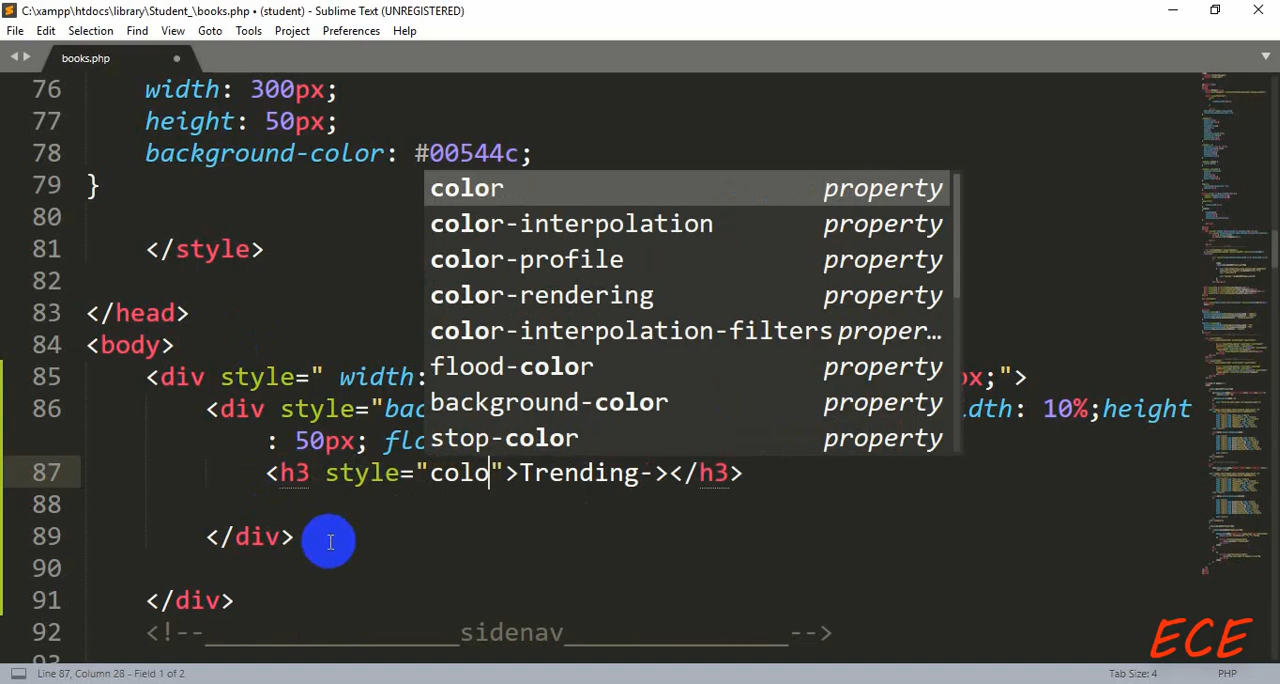 C:\xampp\htdocs\library\Student_\books.php • (student) - Sublime Text (UNREGISTERED)
File Edit Selection Find View Goto Tools Project Preferences Help
books.php
76 width: 300px;
77 height: 50px;
78 background-color: #00544c;
79 }
color property
80
color-interpolation property
81 </style>
color-profile property
82
color-rendering property
83 </head>
color-interpolation-filters proper…
84 <body>
flood-color property
85 <div style=" width: px;">
background-color property
86 <div style="bac idth: 10%;height
stop-color property
: 50px; flo
87 <h3 style="colo">Trending-></h3>
88
89 </div>
90
91 </div>
92 <!--_________________sidenav_______________-->
ECE
Line 87, Column 28 - Field 1 of 2 Tab Size: 4 PHP